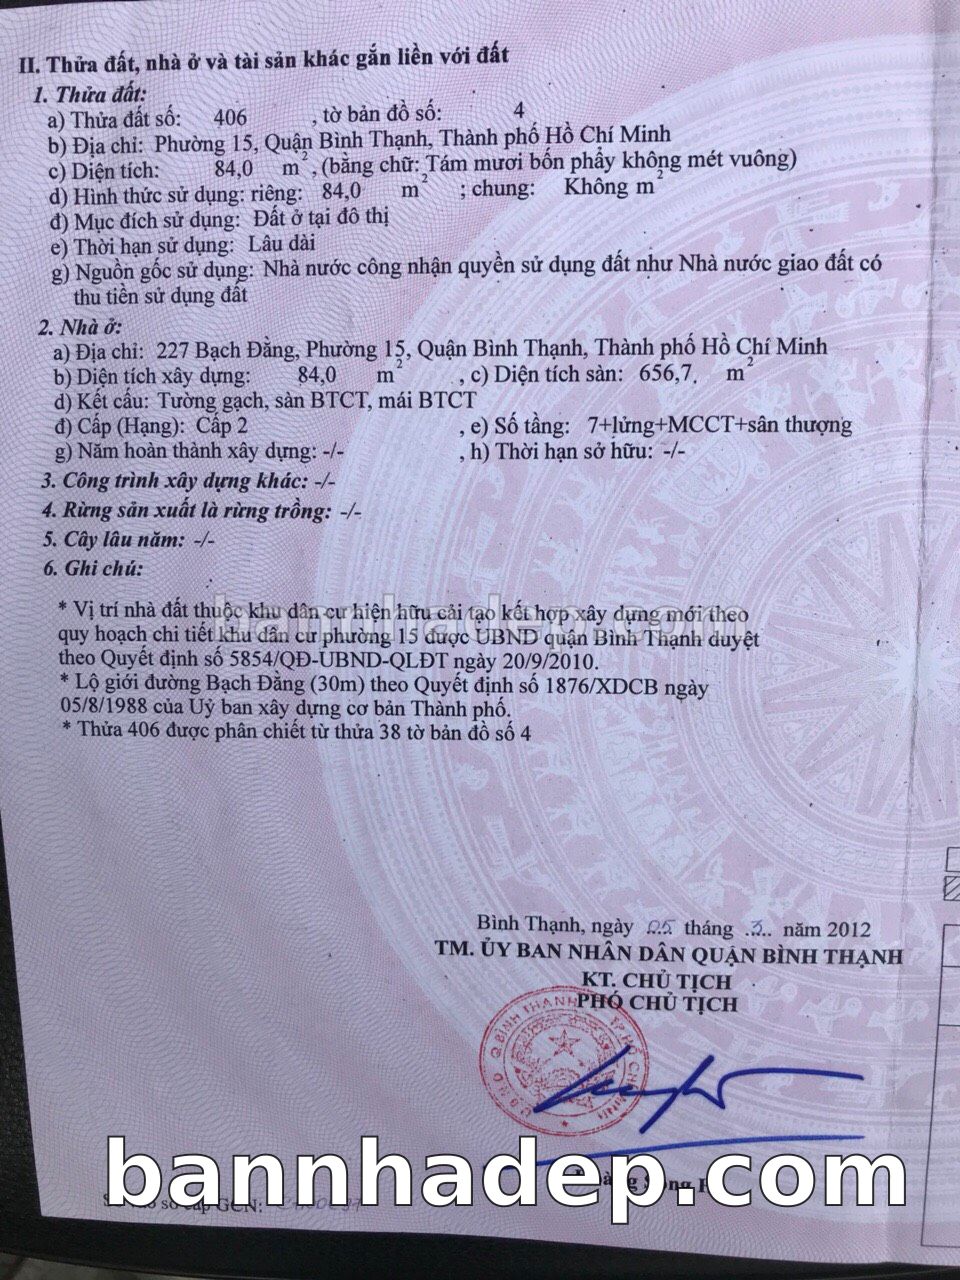 II. Thửa đất, nhà ở và tài sản khác gắn liền với đất
1. Thửa đất:
a) Thửa đất số: 406 , tờ bản đồ số: 4
b) Địa chỉ: Phường 15, Quận Bình Thạnh, Thành phố Hồ Chí Minh
c) Diện tích: 84,0 m², (bằng chữ: Tám mươi bốn phẩy không mét vuông)
d) Hình thức sử dụng: riêng: 84,0 m² ; chung: Không m²
đ) Mục đích sử dụng: Đất ở tại đô thị
e) Thời hạn sử dụng: Lâu dài
g) Nguồn gốc sử dụng: Nhà nước công nhận quyền sử dụng đất như Nhà nước giao đất có
thu tiền sử dụng đất
2. Nhà ở:
a) Địa chỉ: 227 Bạch Đằng, Phường 15, Quận Bình Thạnh, Thành phố Hồ Chí Minh
b) Diện tích xây dựng: 84,0 m² , c) Diện tích sàn: 656,7 m²
d) Kết cấu: Tường gạch, sàn BTCT, mái BTCT
đ) Cấp (Hạng): Cấp 2 , e) Số tầng: 7+lửng+MCCT+sân thượng
g) Năm hoàn thành xây dựng: -/- , h) Thời hạn sở hữu: -/-
3. Công trình xây dựng khác: -/-
4. Rừng sản xuất là rừng trồng: -/-
5. Cây lâu năm: -/-
6. Ghi chú:
bannhadep.com
* Vị trí nhà đất thuộc khu dân cư hiện hữu cải tạo kết hợp xây dựng mới theo
quy hoạch chi tiết khu dân cư phường 15 được UBND quận Bình Thạnh duyệt
theo Quyết định số 5854/QĐ-UBND-QLĐT ngày 20/9/2010.
* Lộ giới đường Bạch Đằng (30m) theo Quyết định số 1876/XDCB ngày
05/8/1988 của Uỷ ban xây dựng cơ bản Thành phố.
* Thửa 406 được phân chiết từ thửa 38 tờ bản đồ số 4
Bình Thạnh, ngày 05 tháng .3.. năm 2012
TM. ỦY BAN NHÂN DÂN QUẬN BÌNH THẠNH
KT. CHỦ TỊCH
PHÓ CHỦ TỊCH
U.B.N.D Q.BÌNH THẠNH T.P.HỒ CHÍ MINH
bannhadep.com
cấp GCN: